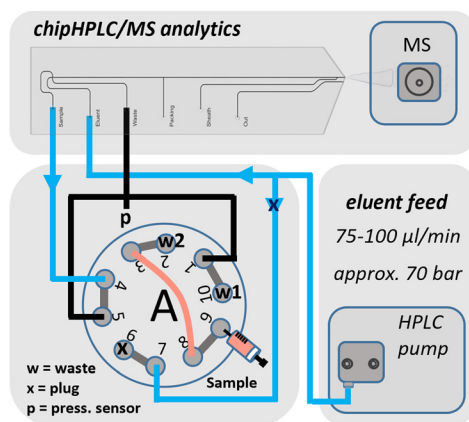 chipHPLC/MS analytics
MS
Sample
Eluent
Waste
Packing
Sheath
Out
p
x
w2
3
2
1
4
A
10
w1
5
9
x
6
7
8
Sample
w = waste
x = plug
p = press. sensor
eluent feed
75-100 µl/min
approx. 70 bar
HPLC
pump